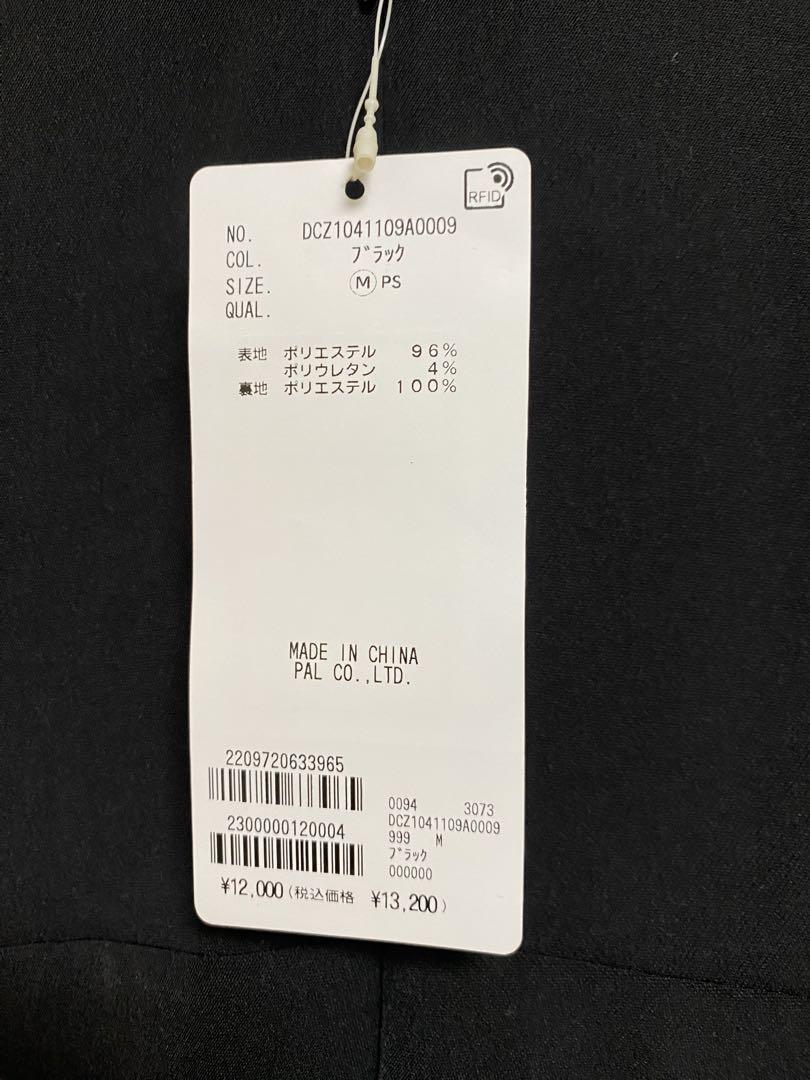 RFID
NO. DCZ1041109A0009
COL. ブラック
SIZE. M PS
QUAL.
表地 ポリエステル 96%
ポリウレタン 4%
裏地 ポリエステル 100%
MADE IN CHINA
PAL CO.,LTD.
2209720633965
2300000120004
0094 3073
DCZ1041109A0009
999 M
ブラック
000000
¥12,000(税込価格 ¥13,200)